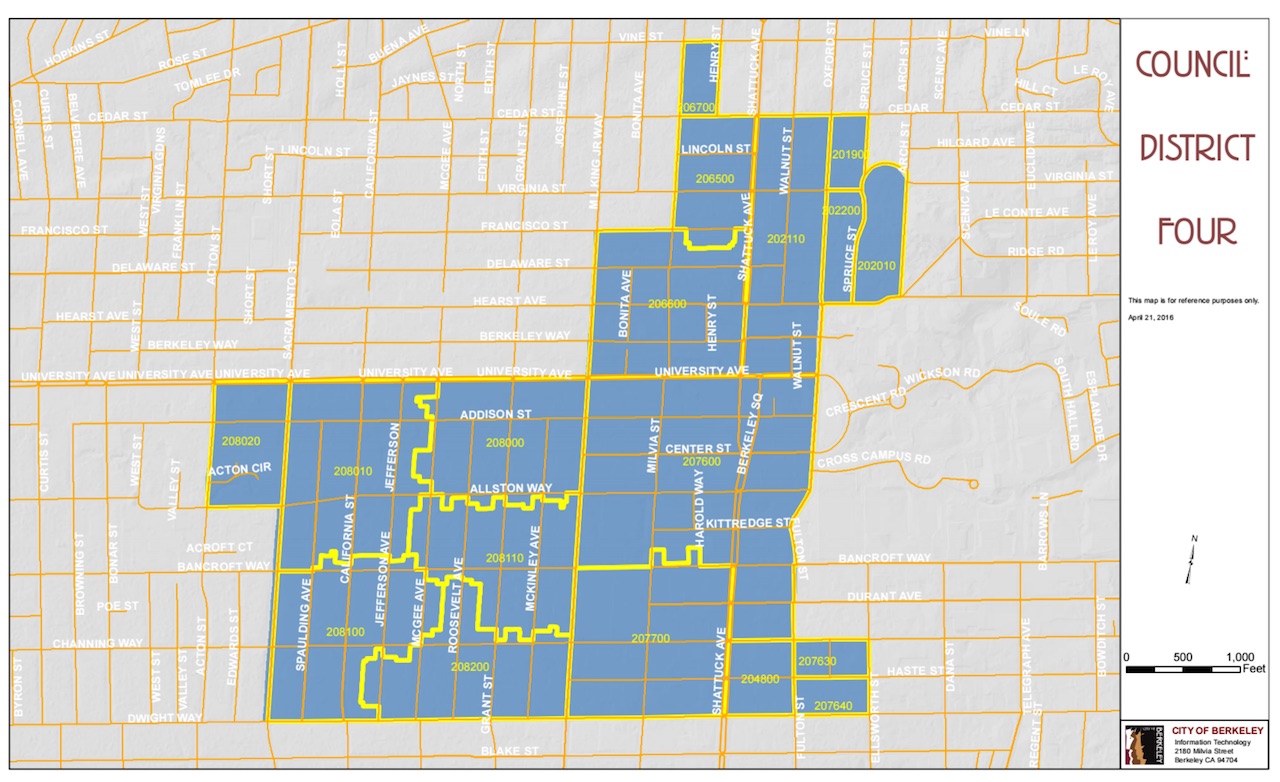 COUNCIL
DISTRICT
FOUR
This map is for reference purposes only.
April 21, 2016
N
0 500 1,000
Feet
CITY OF BERKELEY
Information Technology
2180 Milvia Street
Berkeley CA 94704
HOPKINS ST
ROSE ST
TOMLEE DR
HOLLY ST
BUENA AVE
JAYNES ST
NORTH ST
EDITH ST
JOSEPHINE ST
VINE ST
BONITA AVE
HENRY ST
SHATTUCK AVE
OXFORD ST
SPRUCE ST
ARCH ST
SCENIC AVE
VINE LN
HILL CT
LE ROY AVE
CORNELL AVE
CURTIS ST
BELVEDERE AVE
CEDAR ST
CEDAR ST
206700
CEDAR
CEDAR ST
VIRGINIA GDNS
SHORT ST
LINCOLN ST
CALIFORNIA ST
MCGEE AVE
EDITH ST
GRANT ST
M
KING JR WAY
LINCOLN ST
206500
WALNUT ST
20190
ARCH ST
HILGARD AVE
EUCLID AVE
VIRGINIA ST
VIRGINIA ST
WEST ST
FRANKLIN ST
ACTON ST
EOLA ST
FRANCISCO ST
FRANCISCO ST
202200
SCENIC AVE
LE CONTE AVE
LE ROY AVE
202110
SHATTUCK AVE
SPRUCE ST
202010
RIDGE RD
DELAWARE ST
DELAWARE ST
SHORT ST
SACRAMENTO ST
HEARST AVE
HEARST AVE
WEST ST
BERKELEY WAY
BERKELEY WAY
BONITA AVE
206600
HENRY ST
WALNUT ST
SOULE RD
UNIVERSITY AVE
UNIVERSITY AVE
UNIVERSITY AVE
UNIVERSITY AVE
UNIVERSITY AVE
UNIVERSITY AVE
WICKSON RD
CRESCENT RD
SOUTH HALL RD
ESPLANADE DR
CURTIS ST
WEST ST
VALLEY ST
208020
ACTON CIR
208010
JEFFERSON
ADDISON ST
208000
MILVIA ST
CENTER ST
207600
BERKELEY SQ
CROSS CAMPUS RD
ALLSTON WAY
HAROLD WAY
KITTREDGE ST
FULTON ST
BARROWS LN
BROWNING ST
BONAR ST
ACROFT CT
BANCROFT WAY
CALIFORNIA ST
JEFFERSON AVE
208110
MCKINLEY AVE
BANCROFT WAY
DURANT AVE
POE ST
CHANNING WAY
SPAULDING AVE
208100
MCGEE AVE
ROOSEVELT AVE
207700
SHATTUCK AVE
BOWDITCH ST
BYRON ST
WEST ST
VALLEY ST
ACTON ST
EDWARDS ST
208200
GRANT ST
204800
207630
207640
HASTE ST
DANA ST
TELEGRAPH AVE
FULTON ST
ELLSWORTH ST
REGENT ST
DWIGHT WAY
BLAKE ST
BERKELEY